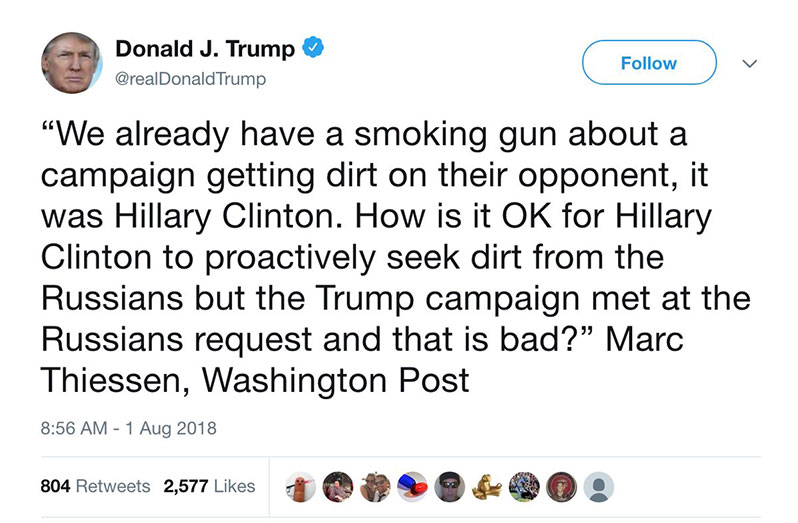 Donald J. Trump
@realDonaldTrump
Follow
“We already have a smoking gun about a
campaign getting dirt on their opponent, it
was Hillary Clinton. How is it OK for Hillary
Clinton to proactively seek dirt from the
Russians but the Trump campaign met at the
Russians request and that is bad?” Marc
Thiessen, Washington Post
8:56 AM - 1 Aug 2018
804 Retweets 2,577 Likes